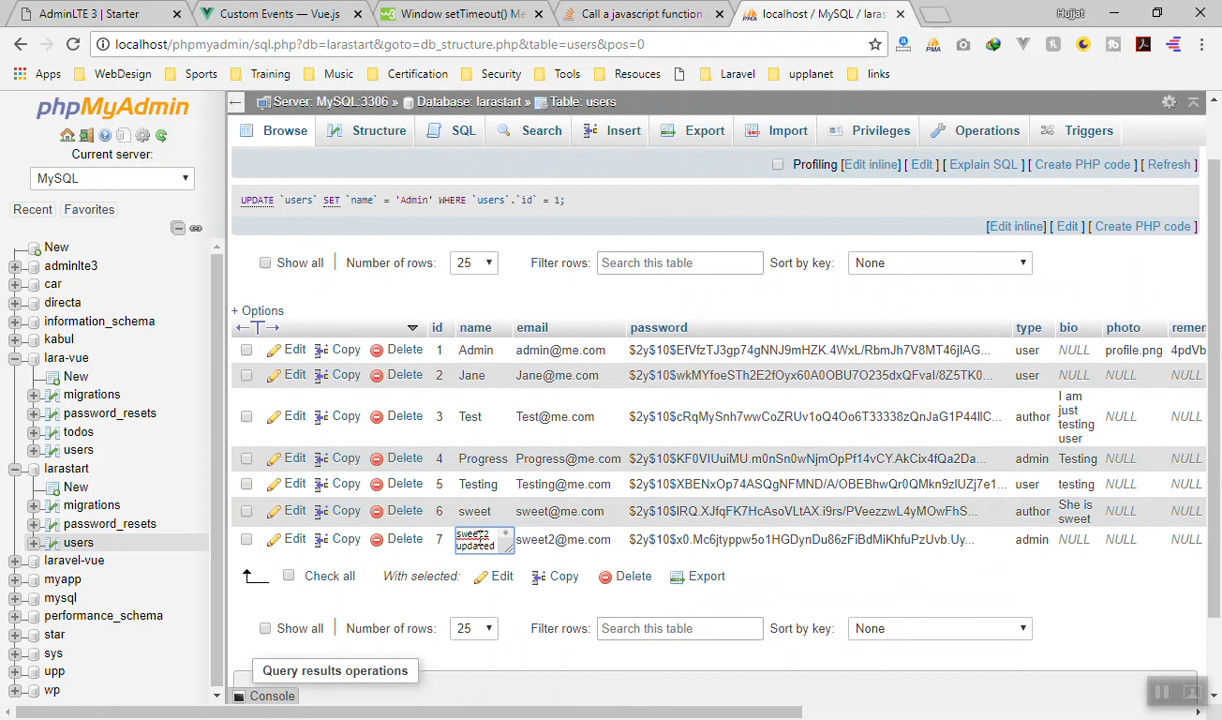 AdminLTE 3 | Starter
Custom Events — Vue.js
Window setTimeout() Me
Call a javascript function
localhost / MySQL / laras
Hujjat
localhost/phpmyadmin/sql.php?db=larastart&goto=db_structure.php&table=users&pos=0
Apps WebDesign Sports Training Music Certification Security Tools Resouces Laravel upplanet links
phpMyAdmin
Current server:
MySQL
Recent Favorites
New
adminlte3
car
directa
information_schema
kabul
lara-vue
New
migrations
password_resets
todos
users
larastart
New
migrations
password_resets
users
laravel-vue
myapp
mysql
performance_schema
star
sys
upp
wp
Server: MySQL:3306 » Database: larastart » Table: users
Browse Structure SQL Search Insert Export Import Privileges Operations Triggers
Profiling [Edit inline] [ Edit ] [ Explain SQL ] [ Create PHP code ] [ Refresh ]
UPDATE `users` SET `name` = 'Admin' WHERE `users`.`id` = 1;
[Edit inline] [ Edit ] [ Create PHP code ]
Show all Number of rows: 25 Filter rows: Search this table Sort by key: None
+ Options
id name email password type bio photo remer
Edit Copy Delete 1 Admin admin@me.com user NULL profile.png 4pdVb
Edit Copy Delete 2 Jane Jane@me.com user NULL NULL NULL
Edit Copy Delete 3 Test Test@me.com author I am just testing user NULL NULL
Edit Copy Delete 4 Progress Progress@me.com admin Testing NULL NULL
Edit Copy Delete 5 Testing Testing@me.com user testing NULL NULL
Edit Copy Delete 6 sweet sweet@me.com author She is sweet NULL NULL
Edit Copy Delete 7 sweet2 updated sweet2@me.com admin NULL NULL NULL
Check all With selected: Edit Copy Delete Export
Show all Number of rows: 25 Filter rows: Search this table Sort by key: None
Query results operations
Console